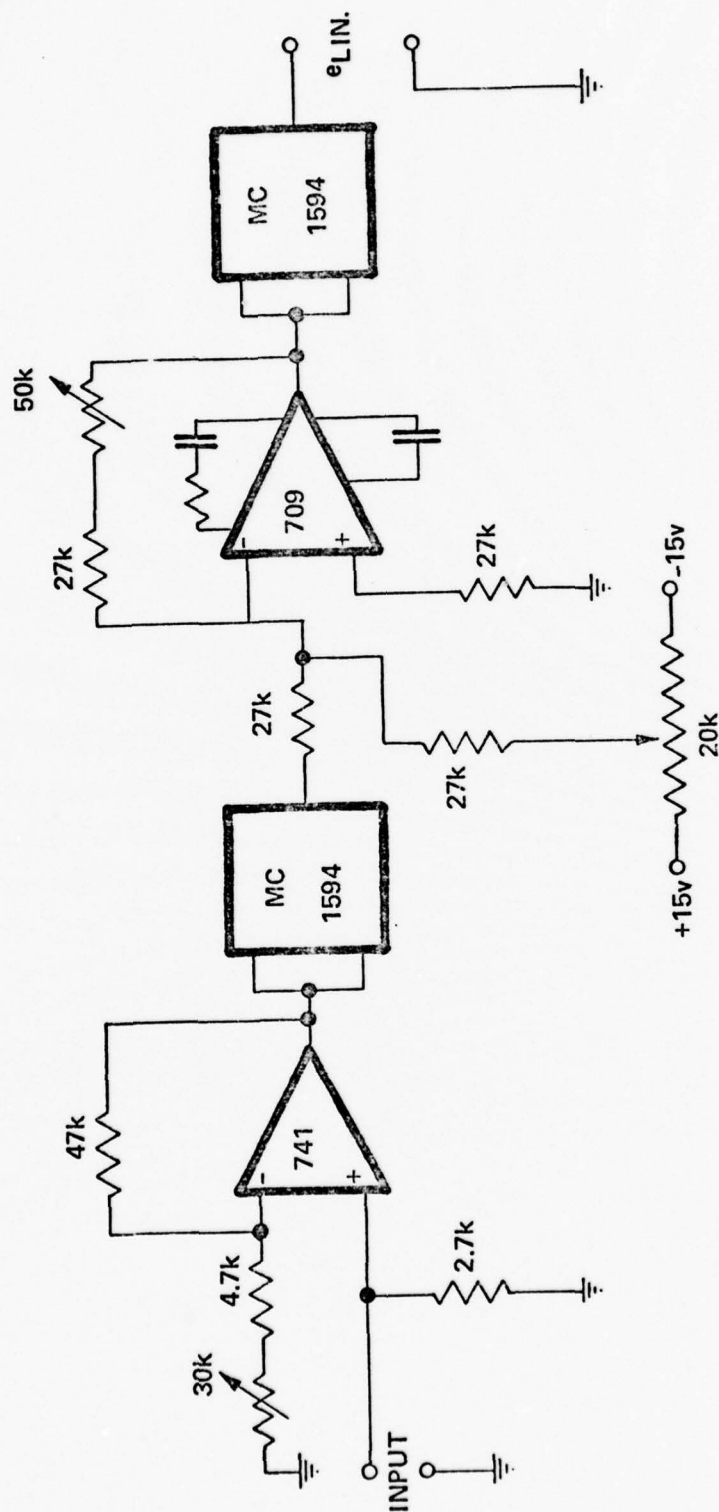 INPUT
30k
4.7k
47k
-
741
+
2.7k
MC
1594
27k
27k
+15v
20k
-15v
27k
50k
-
709
+
27k
MC
1594
eLIN.